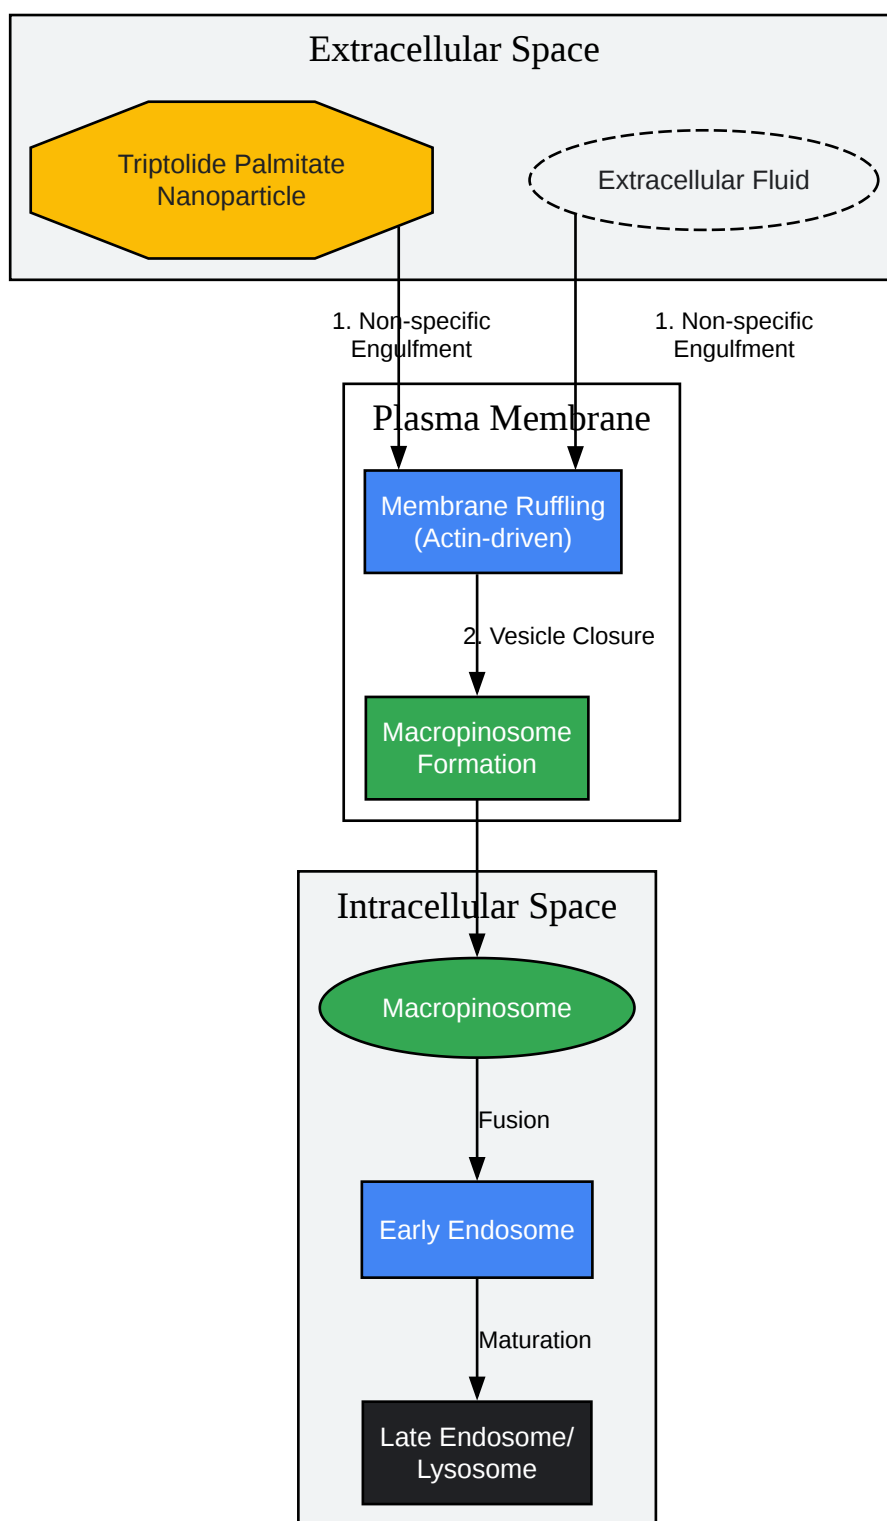 Extracellular Space
Triptolide Palmitate
Nanoparticle
Extracellular Fluid
1. Non-specific
Engulfment
1. Non-specific
Engulfment
Plasma Membrane
Membrane Ruffling
(Actin-driven)
2. Vesicle Closure
Macropinosome
Formation
Intracellular Space
Macropinosome
Fusion
Early Endosome
Maturation
Late Endosome/
Lysosome